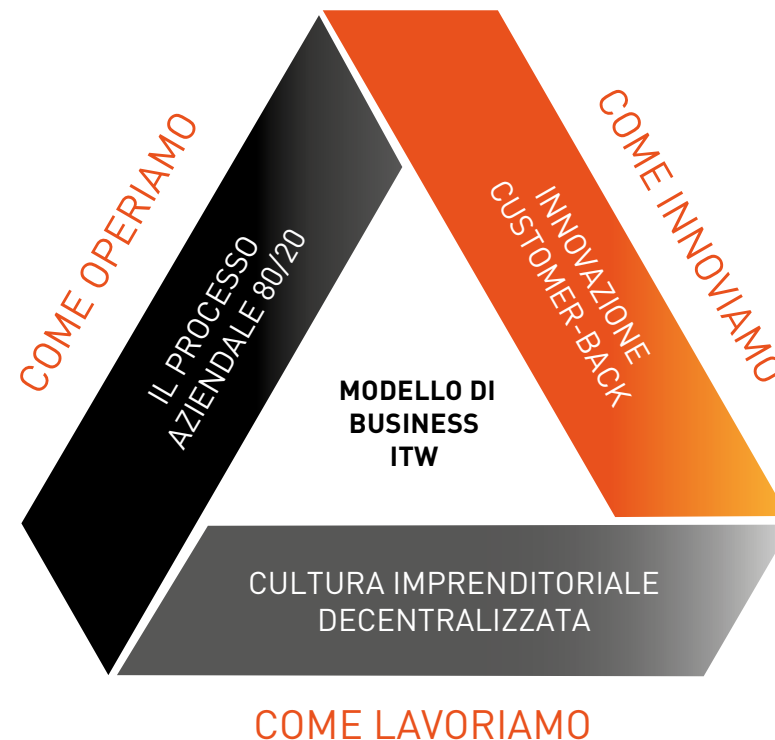 COME OPERIAMO
IL PROCESSO
AZIENDALE 80/20
COME INNOVIAMO
INNOVAZIONE
CUSTOMER-BACK
MODELLO DI
BUSINESS
ITW
CULTURA IMPRENDITORIALE
DECENTRALIZZATA
COME LAVORIAMO